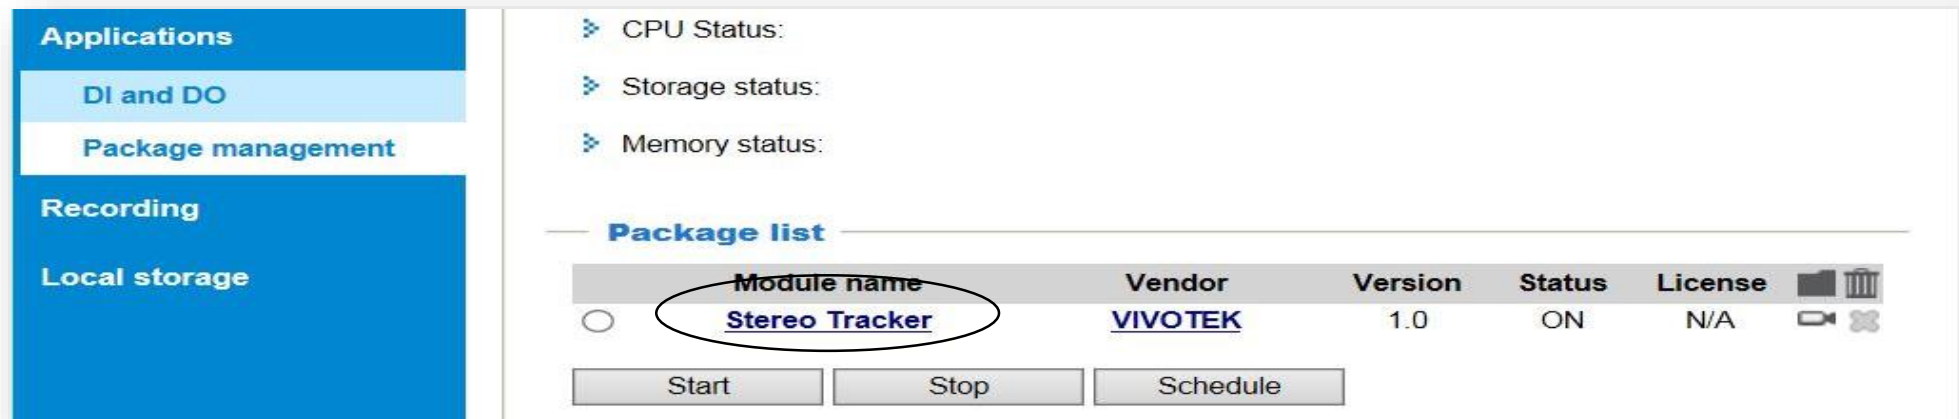 Applications
DI and DO
Package management
Recording
Local storage
CPU Status:
Storage status:
Memory status:
Package list
Module name Vendor Version Status License
Stereo Tracker VIVOTEK 1.0 ON N/A
Start Stop Schedule